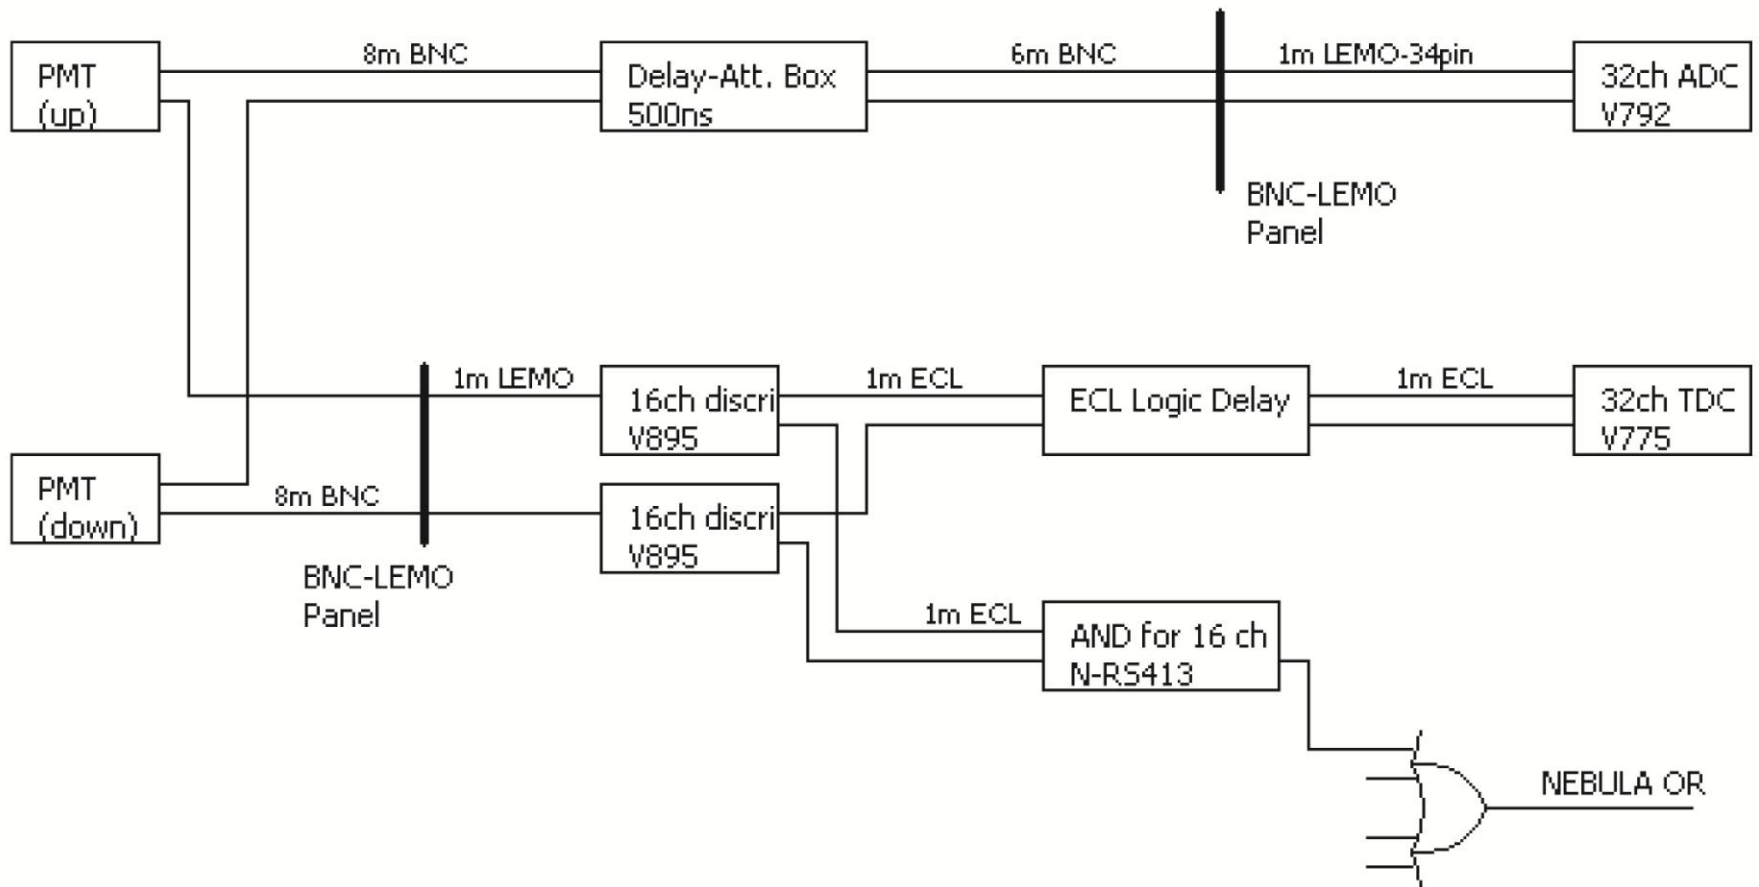 8m BNC
6m BNC
1m LEMO-34pin
PMT
(up)
Delay-Att. Box
500ns
32ch ADC
V792
BNC-LEMO
Panel
1m LEMO
1m ECL
1m ECL
16ch discri
V895
ECL Logic Delay
32ch TDC
V775
PMT
(down)
8m BNC
16ch discri
V895
BNC-LEMO
Panel
1m ECL
AND for 16 ch
N-RS413
NEBULA OR